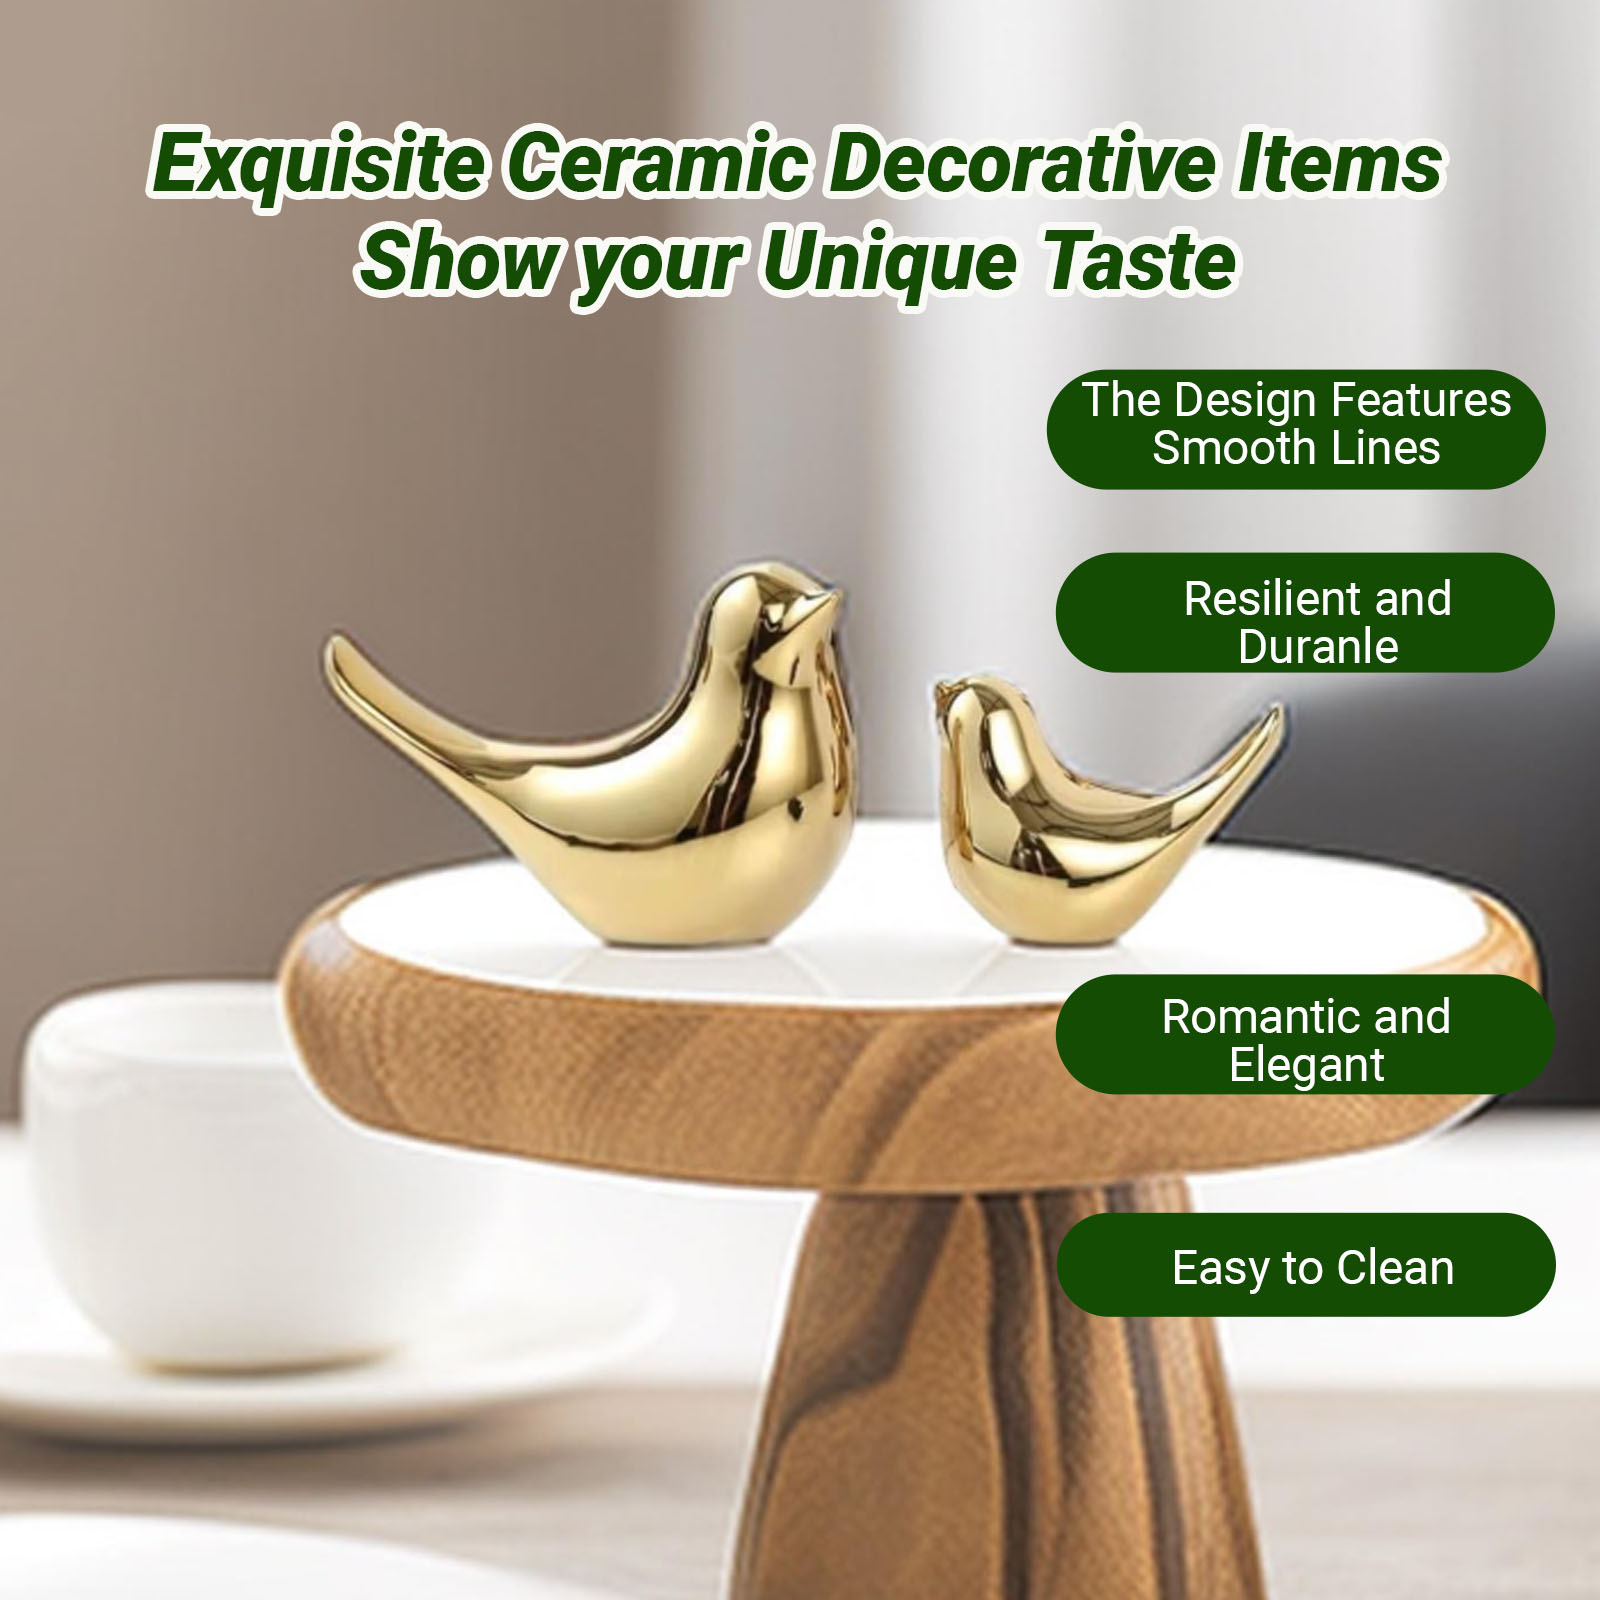 Exquisite Ceramic Decorative Items
Show your Unique Taste
The Design Features
Smooth Lines
Resilient and
Duranle
Romantic and
Elegant
Easy to Clean